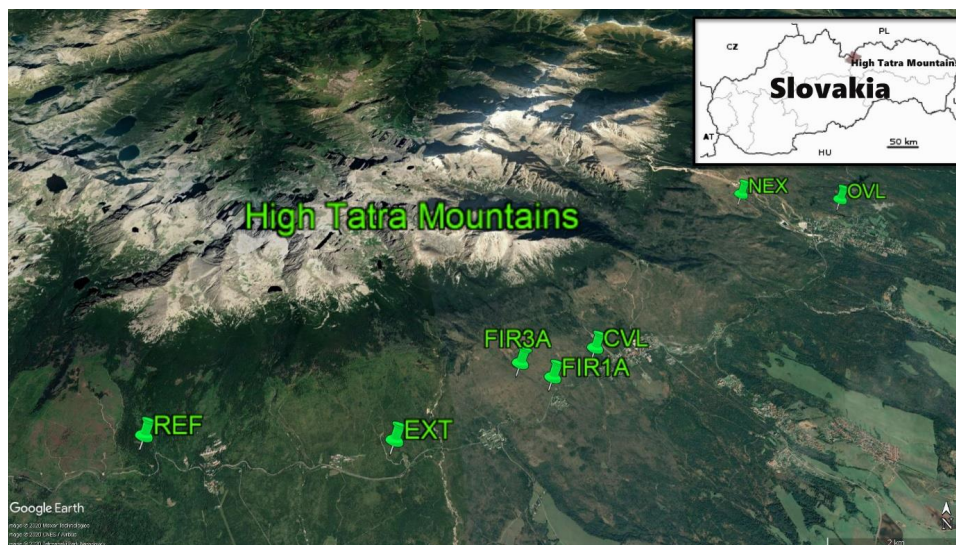 PL
CZ
High Tatra Mountains
Slovakia
AT
HU
50 km
NEX
OVL
High Tatra Mountains
FIR3A
CVL
FIR1A
REF
EXT
Google Earth
N
2 km